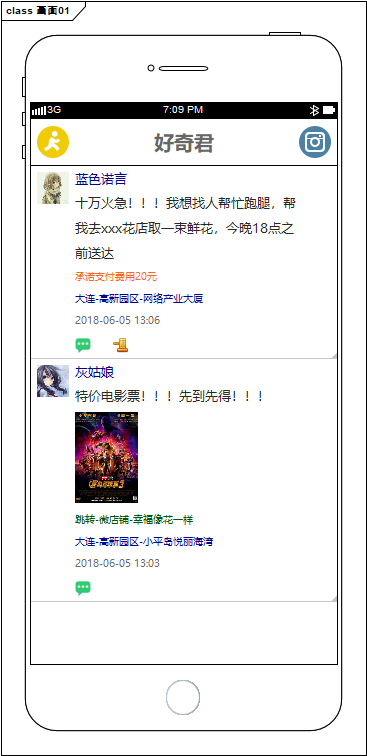 class 画面01
3G 7:09 PM
好奇君
蓝色诺言
十万火急！！！我想找人帮忙跑腿，帮
我去xxx花店取一束鲜花，今晚18点之
前送达
承诺支付费用20元
大连-高新园区-网络产业大厦
2018-06-05 13:06
灰姑娘
特价电影票！！！先到先得！！！
跳转-微店铺-幸福像花一样
大连-高新园区-小平岛悦丽海湾
2018-06-05 13:03